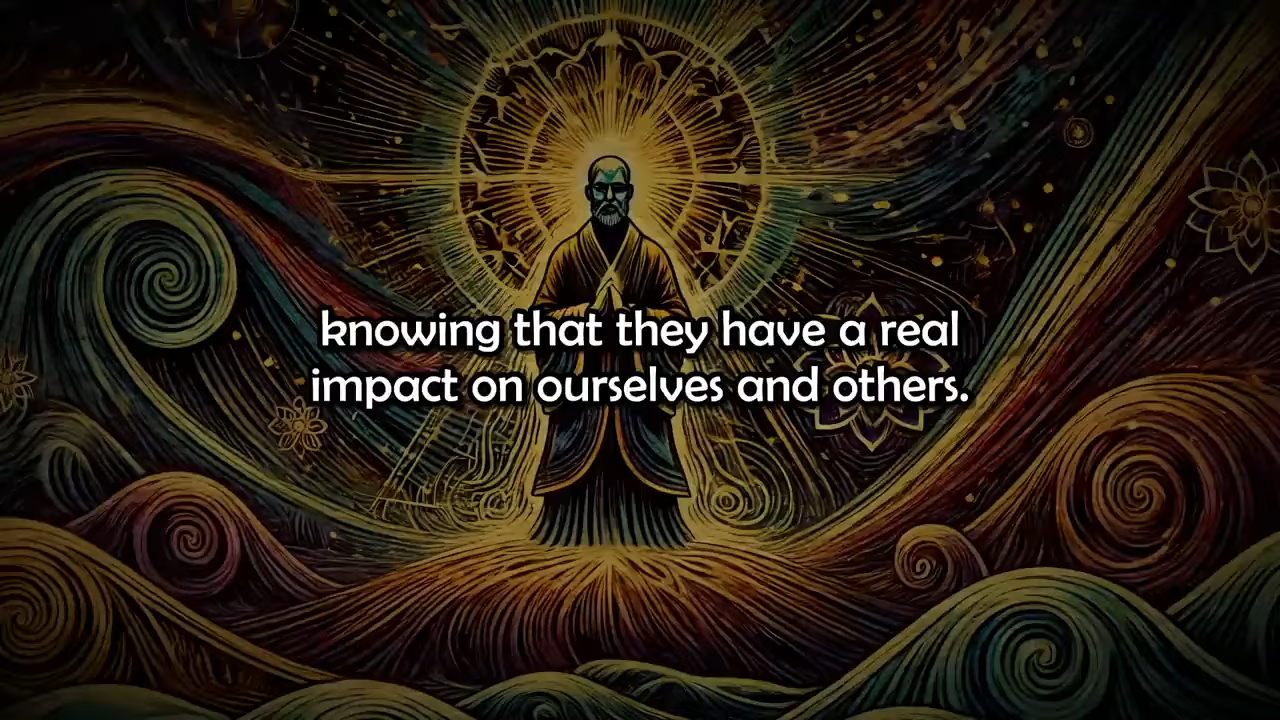 knowing that they have a real
impact on ourselves and others.